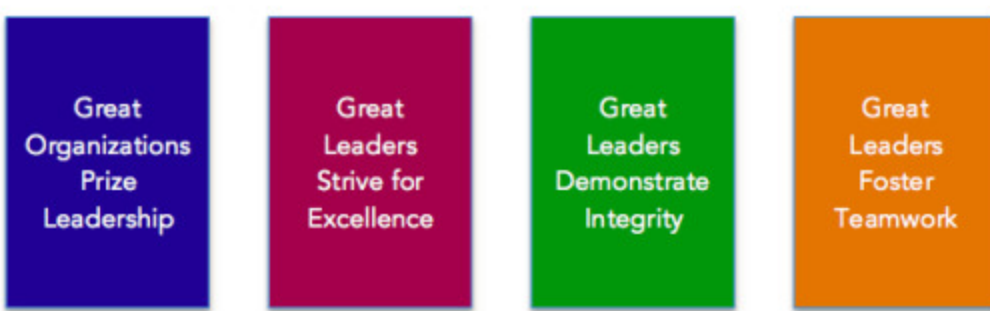 Great
Organizations
Prize
Leadership
Great
Leaders
Strive for
Excellence
Great
Leaders
Demonstrate
Integrity
Great
Leaders
Foster
Teamwork